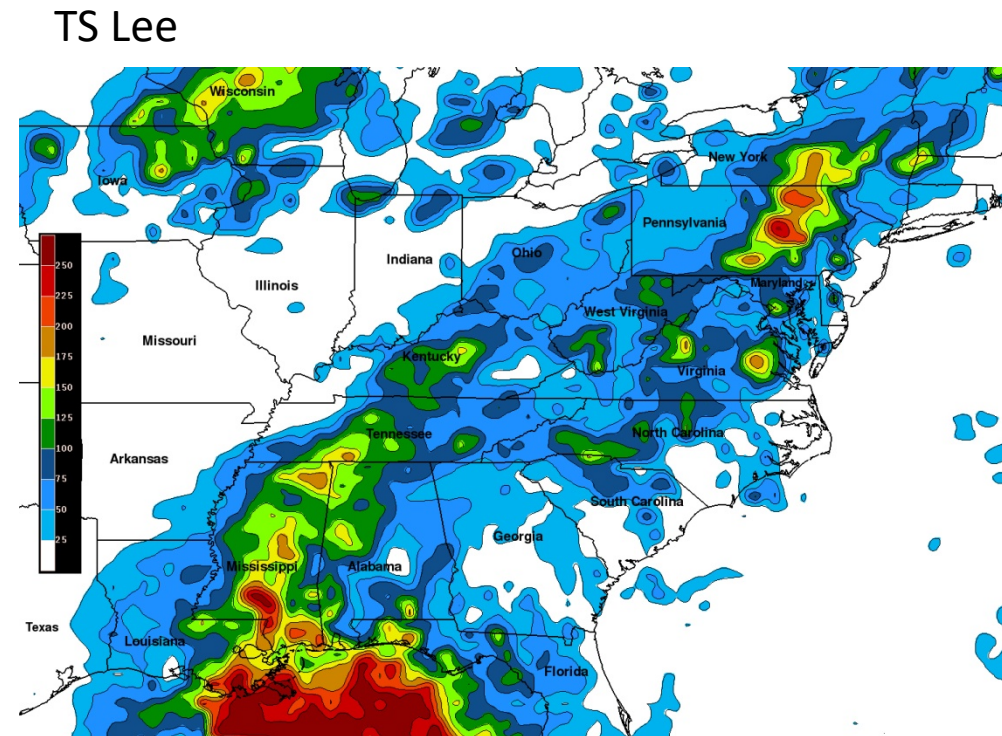 TS Lee
Wisconsin
New York
Iowa
Pennsylvania
Ohio
Indiana
Maryland
Illinois
West Virginia
Missouri
Kentucky
Virginia
Tennessee
North Carolina
Arkansas
South Carolina
Georgia
Mississippi
Alabama
Texas
Louisiana
Florida
250
225
200
175
150
125
100
75
50
25